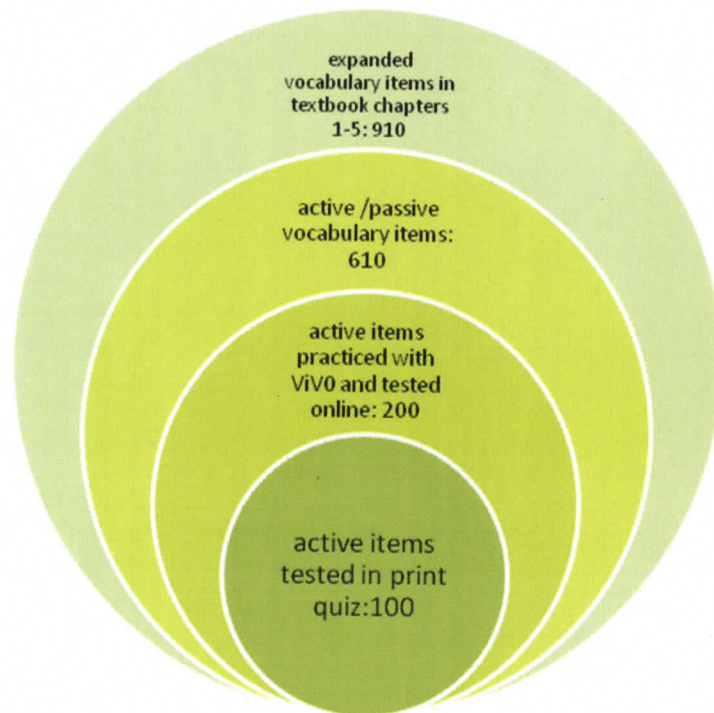 expanded
vocabulary items in
textbook chapters
1-5: 910
active /passive
vocabulary items:
610
active items
practiced with
ViV0 and tested
online: 200
active items
tested in print
quiz:100